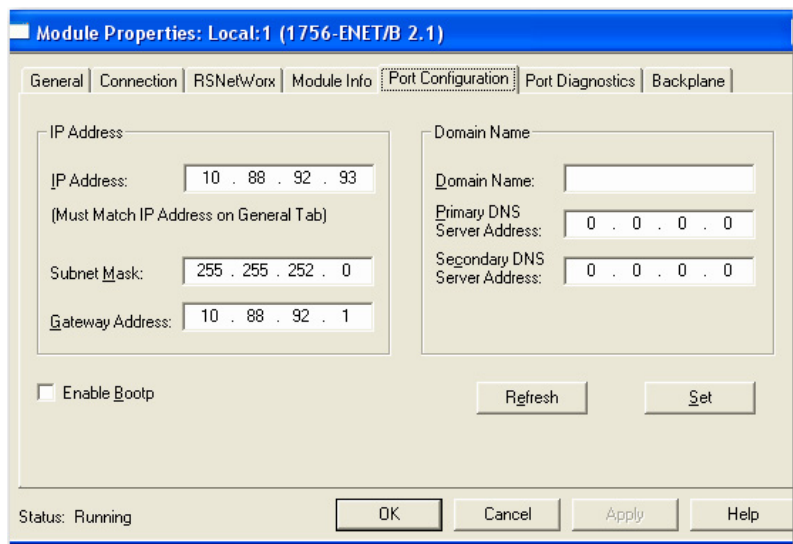 Module Properties: Local:1 (1756-ENET/B 2.1)
General Connection RSNetWorx Module Info Port Configuration Port Diagnostics Backplane
IP Address
IP Address: 10 . 88 . 92 . 93
(Must Match IP Address on General Tab)
Subnet Mask: 255 . 255 . 252 . 0
Gateway Address: 10 . 88 . 92 . 1
Domain Name
Domain Name:
Primary DNS
Server Address: 0 . 0 . 0 . 0
Secondary DNS
Server Address: 0 . 0 . 0 . 0
Enable Bootp
Refresh Set
Status: Running OK Cancel Apply Help